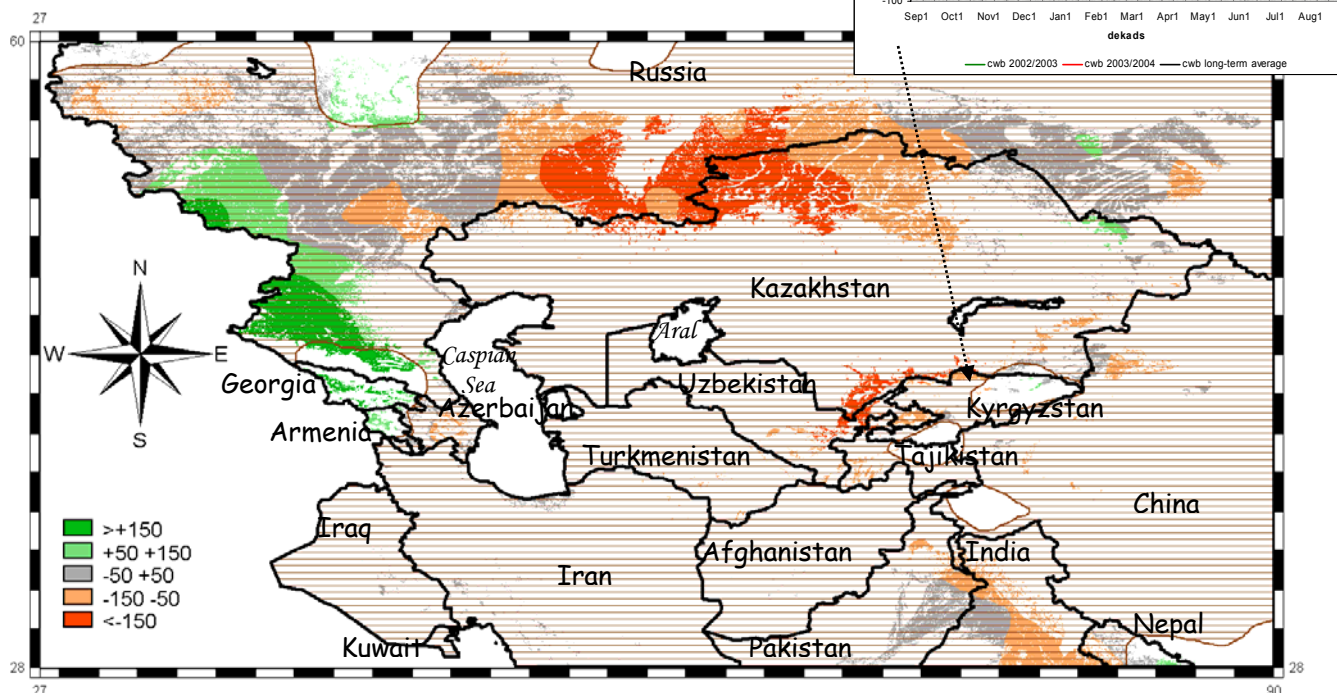 -100
Sep1 Oct1 Nov1 Dec1 Jan1 Feb1 Mar1 Apr1 May1 Jun1 Jul1 Aug1
dekads
cwb 2002/2003 cwb 2003/2004 cwb long-term average
27
60
Russia
Kazakhstan
N
W E
S
Aral
Caspian
Sea
Georgia
Uzbekistan
Azerbaijan
Kyrgyzstan
Armenia
Turkmenistan
Tajikistan
China
>+150
+50 +150
-50 +50
-150 -50
<-150
Iraq
Afghanistan
India
Iran
Nepal
Kuwait
Pakistan
28
28
27
90